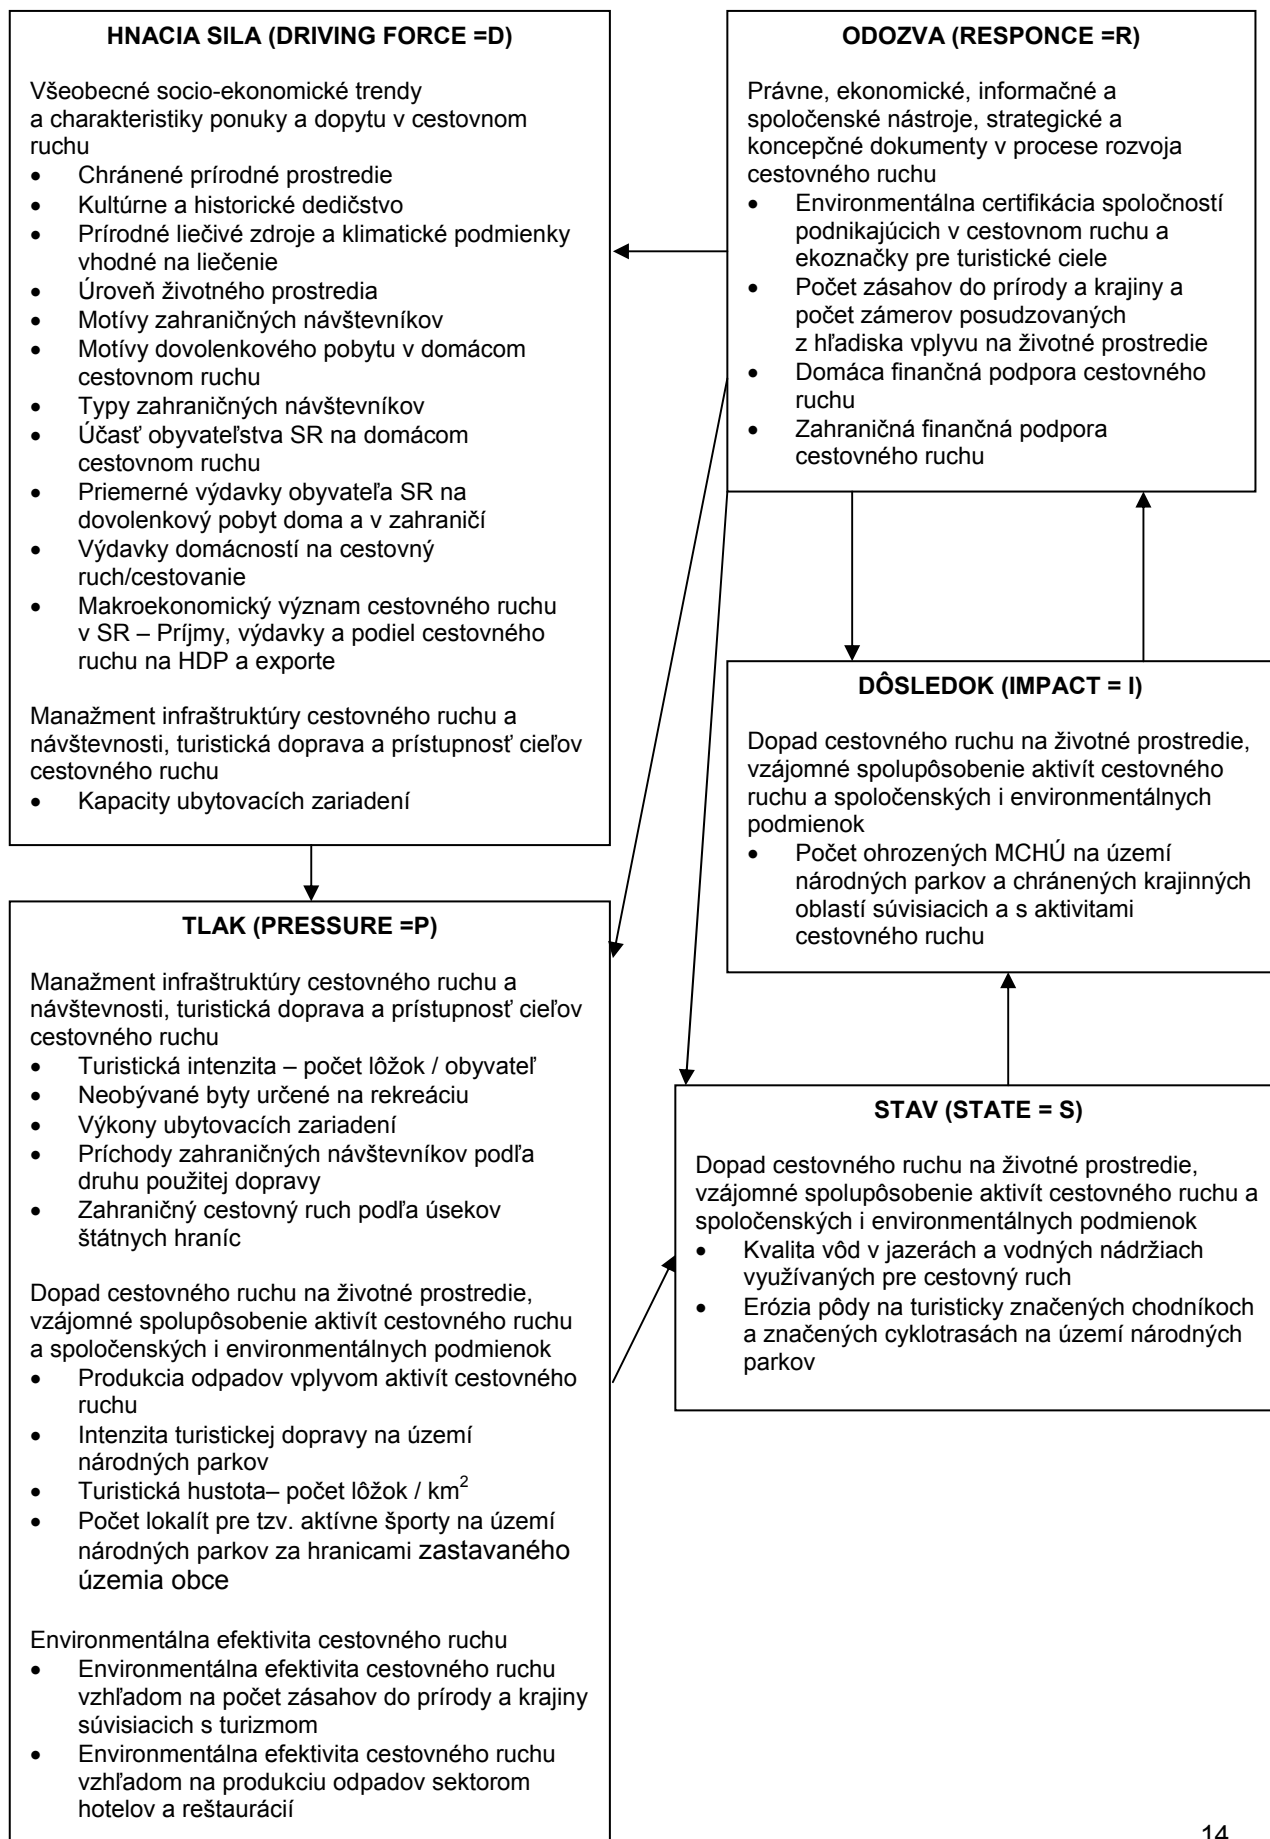 HNACIA SILA (DRIVING FORCE =D)
Všeobecné socio-ekonomické trendy
a charakteristiky ponuky a dopytu v cestovnom
ruchu
• Chránené prírodné prostredie
• Kultúrne a historické dedičstvo
• Prírodné liečivé zdroje a klimatické podmienky
vhodné na liečenie
• Úroveň životného prostredia
• Motívy zahraničných návštevníkov
• Motívy dovolenkového pobytu v domácom
cestovnom ruchu
• Typy zahraničných návštevníkov
• Účasť obyvateľstva SR na domácom
cestovnom ruchu
• Priemerné výdavky obyvateľa SR na
dovolenkový pobyt doma a v zahraničí
• Výdavky domácností na cestovný
ruch/cestovanie
• Makroekonomický význam cestovného ruchu
v SR – Príjmy, výdavky a podiel cestovného
ruchu na HDP a exporte
Manažment infraštruktúry cestovného ruchu a
návštevnosti, turistická doprava a prístupnosť cieľov
cestovného ruchu
• Kapacity ubytovacích zariadení
ODOZVA (RESPONCE =R)
Právne, ekonomické, informačné a
spoločenské nástroje, strategické a
koncepčné dokumenty v procese rozvoja
cestovného ruchu
• Environmentálna certifikácia spoločností
podnikajúcich v cestovnom ruchu a
ekoznačky pre turistické ciele
• Počet zásahov do prírody a krajiny a
počet zámerov posudzovaných
z hľadiska vplyvu na životné prostredie
• Domáca finančná podpora cestovného
ruchu
• Zahraničná finančná podpora
cestovného ruchu
DÔSLEDOK (IMPACT = I)
Dopad cestovného ruchu na životné prostredie,
vzájomné spolupôsobenie aktivít cestovného
ruchu a spoločenských i environmentálnych
podmienok
• Počet ohrozených MCHÚ na území
národných parkov a chránených krajinných
oblastí súvisiacich a s aktivitami
cestovného ruchu
TLAK (PRESSURE =P)
Manažment infraštruktúry cestovného ruchu a
návštevnosti, turistická doprava a prístupnosť cieľov
cestovného ruchu
• Turistická intenzita – počet lôžok / obyvateľ
• Neobývané byty určené na rekreáciu
• Výkony ubytovacích zariadení
• Príchody zahraničných návštevníkov podľa
druhu použitej dopravy
• Zahraničný cestovný ruch podľa úsekov
štátnych hraníc
Dopad cestovného ruchu na životné prostredie,
vzájomné spolupôsobenie aktivít cestovného ruchu
a spoločenských i environmentálnych podmienok
• Produkcia odpadov vplyvom aktivít cestovného
ruchu
• Intenzita turistickej dopravy na území
národných parkov
• Turistická hustota– počet lôžok / km²
• Počet lokalít pre tzv. aktívne športy na území
národných parkov za hranicami zastavaného
územia obce
Environmentálna efektivita cestovného ruchu
• Environmentálna efektivita cestovného ruchu
vzhľadom na počet zásahov do prírody a krajiny
súvisiacich s turizmom
• Environmentálna efektivita cestovného ruchu
vzhľadom na produkciu odpadov sektorom
hotelov a reštaurácií
STAV (STATE = S)
Dopad cestovného ruchu na životné prostredie,
vzájomné spolupôsobenie aktivít cestovného ruchu a
spoločenských i environmentálnych podmienok
• Kvalita vôd v jazerách a vodných nádržiach
využívaných pre cestovný ruch
• Erózia pôdy na turisticky značených chodníkoch
a značených cyklotrasách na území národných
parkov
14